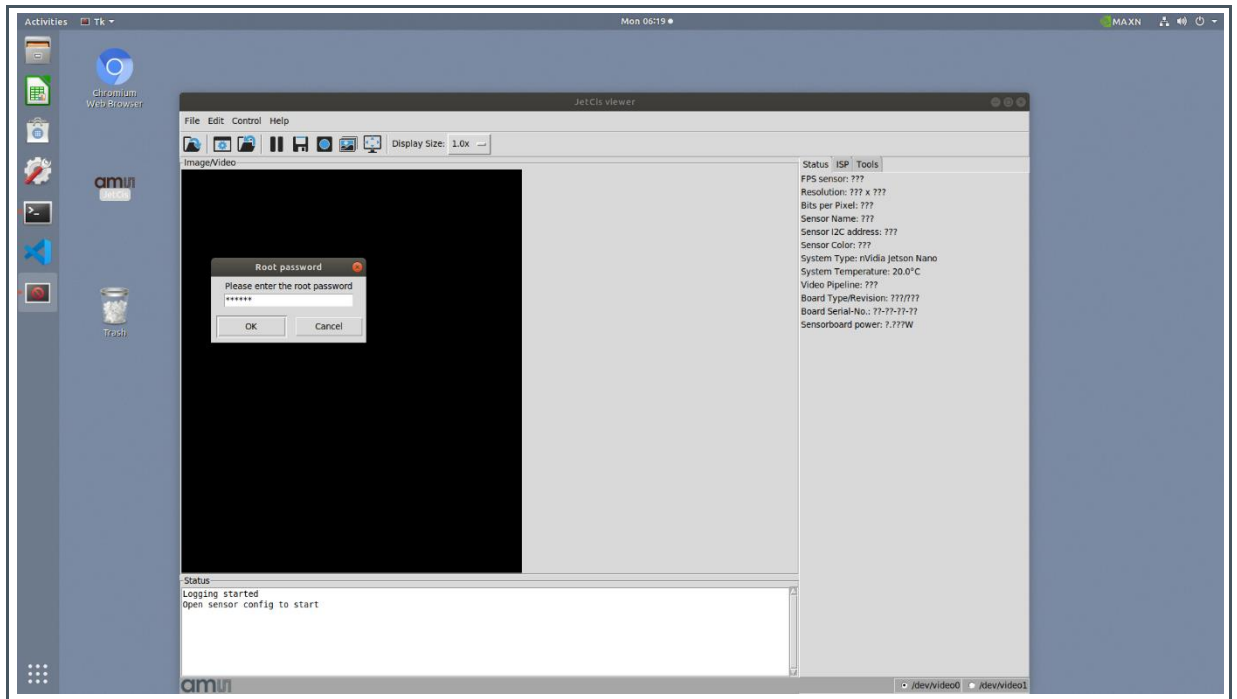 Activities Tk
Mon 06:19
MAXN
Chromium
Web Browser
JetCis viewer
File Edit Control Help
Display Size: 1.0x
Image/Video
Status ISP Tools
FPS sensor: ???
Resolution: ??? x ???
Bits per Pixel: ???
Sensor Name: ???
Sensor I2C address: ???
Sensor Color: ???
System Type: nVidia Jetson Nano
System Temperature: 20.0°C
Video Pipeline: ???
Board Type/Revision: ???/???
Board Serial-No.: ??-??-??-??
Sensorboard power: ?.???W
amu
JetCis
Root password
Please enter the root password
******
OK Cancel
Trash
Status
Logging started
Open sensor config to start
amu
/dev/video0 /dev/video1